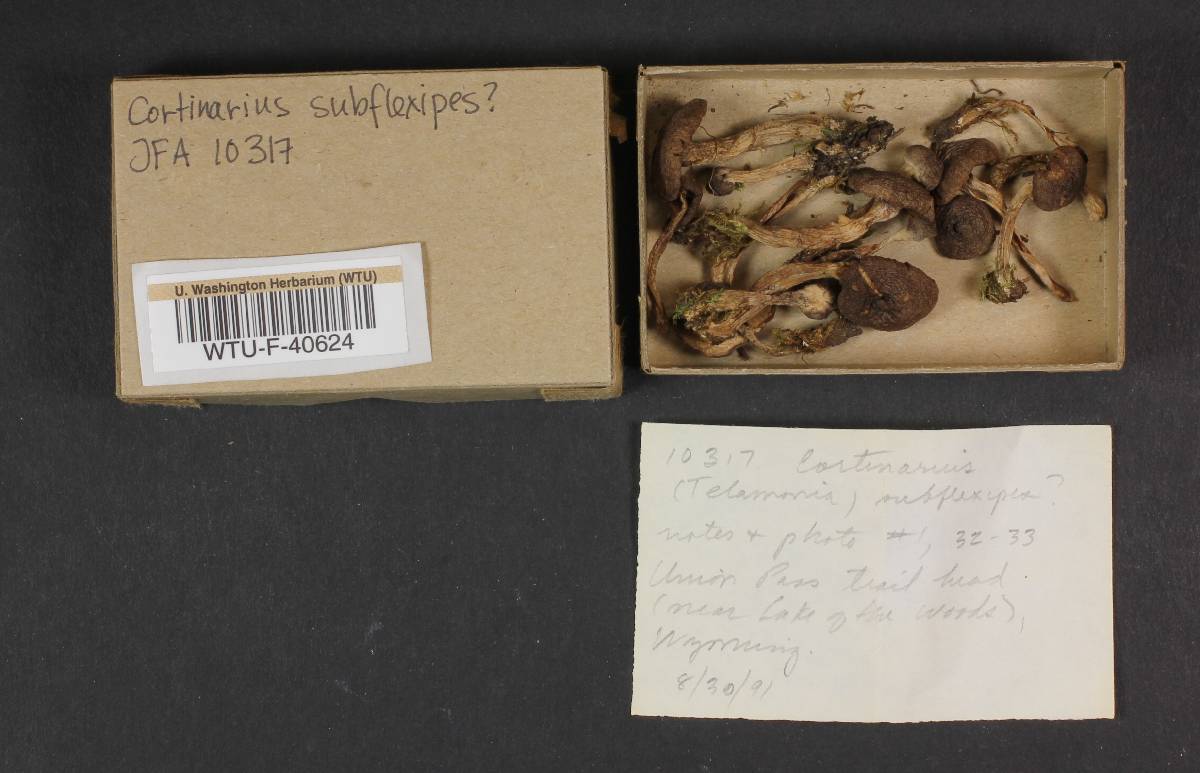 Cortinarius subflexipes?
JFA 10317
U. Washington Herbarium (WTU)
WTU-F-40624
10317 Cortinarius
(Telamonia) subflexipes?
notes + photo #1, 32-33
Union Pass trail head
(near Lake of the Woods),
Wyoming.
8/30/91